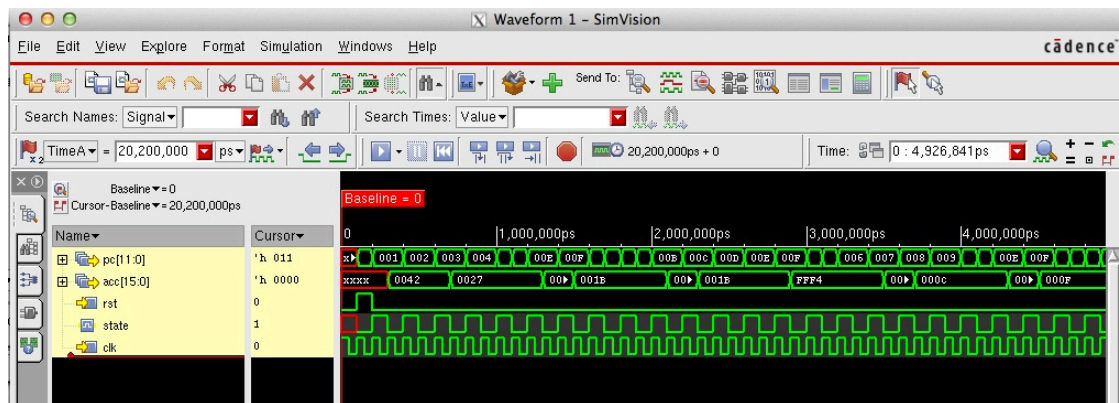 Waveform 1 - SimVision
File Edit View Explore Format Simulation Windows Help
cādence
Send To:
Search Names: Signal
Search Times: Value
x2 TimeA = 20,200,000 ps
20,200,000ps + 0
Time: 0 : 4,926,841ps
Baseline = 0
Cursor-Baseline = 20,200,000ps
Baseline = 0
Name Cursor
0 1,000,000ps 2,000,000ps 3,000,000ps 4,000,000ps
pc[11:0] 'h 011 x 001 002 003 004 00E 00F 00B 00C 00D 00E 00F 006 007 008 009 00E 00F
acc[15:0] 'h 0000 xxxx 0042 0027 00 001B 00 001B FFF4 00 000C 00 000F
rst 0
state 1
clk 0